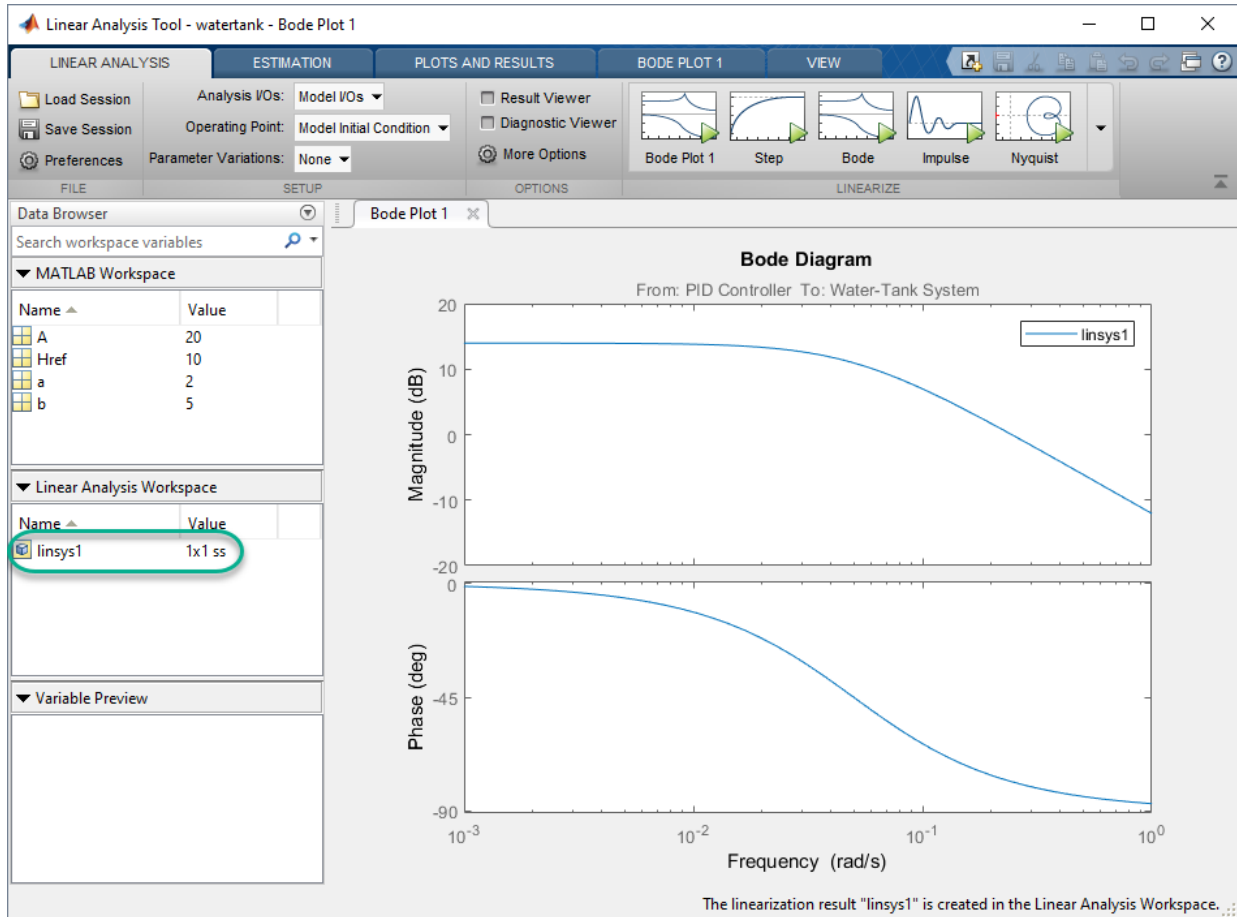 Linear Analysis Tool - watertank - Bode Plot 1
LINEAR ANALYSIS ESTIMATION PLOTS AND RESULTS BODE PLOT 1 VIEW
Load Session
Save Session
Preferences
FILE
Analysis I/Os: Model I/Os
Operating Point: Model Initial Condition
Parameter Variations: None
SETUP
Result Viewer
Diagnostic Viewer
More Options
OPTIONS
Bode Plot 1 Step Bode Impulse Nyquist
LINEARIZE
Data Browser
Search workspace variables
MATLAB Workspace
Name Value
A 20
Href 10
a 2
b 5
Linear Analysis Workspace
Name Value
linsys1 1x1 ss
Variable Preview
Bode Plot 1
Bode Diagram
From: PID Controller To: Water-Tank System
linsys1
Magnitude (dB)
20
10
0
-10
-20
Phase (deg)
0
-45
-90
10^-3 10^-2 10^-1 10^0
Frequency (rad/s)
The linearization result "linsys1" is created in the Linear Analysis Workspace.